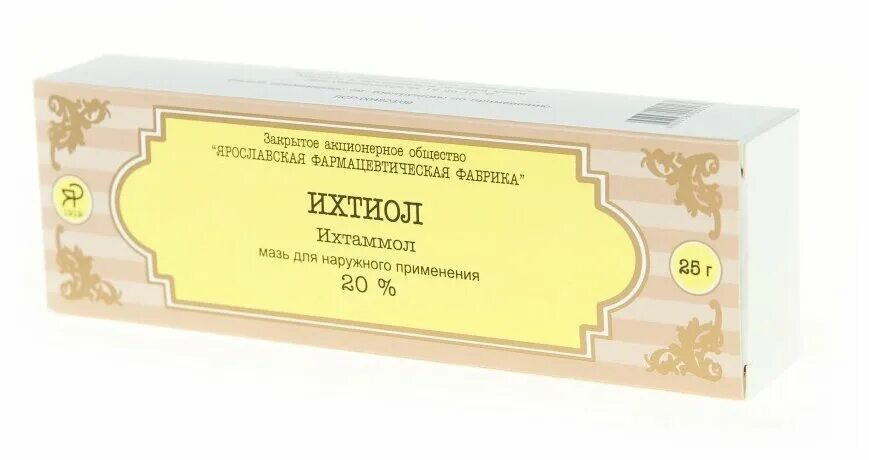 Закрытое акционерное общество
"ЯРОСЛАВСКАЯ ФАРМАЦЕВТИЧЕСКАЯ ФАБРИКА"
ИХТИОЛ
Ихтаммол
мазь для наружного применения
20 %
25 г